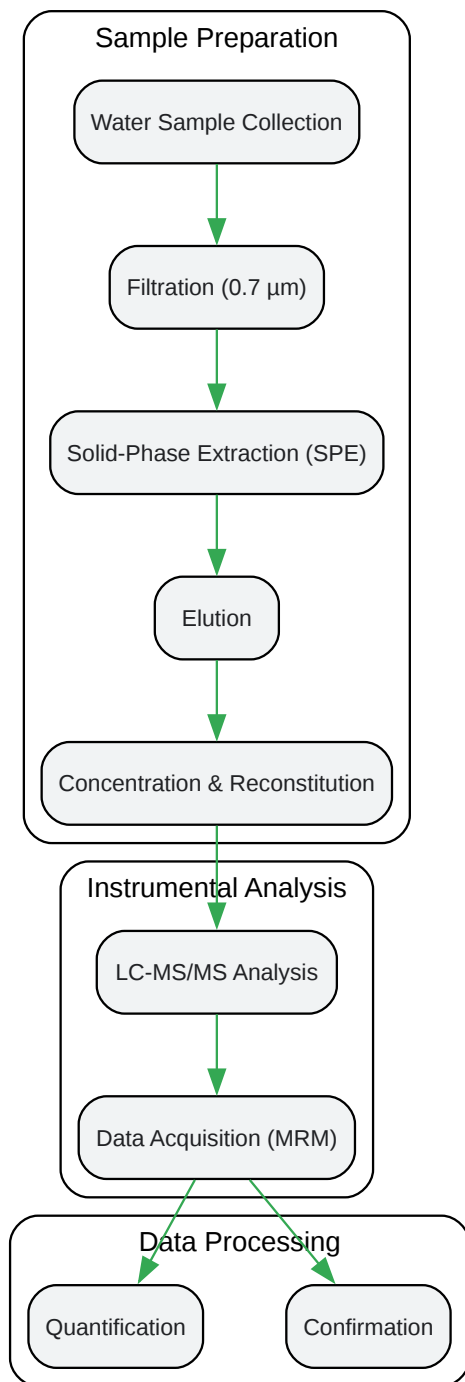 Sample Preparation
Water Sample Collection
Filtration (0.7 µm)
Solid-Phase Extraction (SPE)
Elution
Concentration & Reconstitution
Instrumental Analysis
LC-MS/MS Analysis
Data Acquisition (MRM)
Data Processing
Quantification
Confirmation